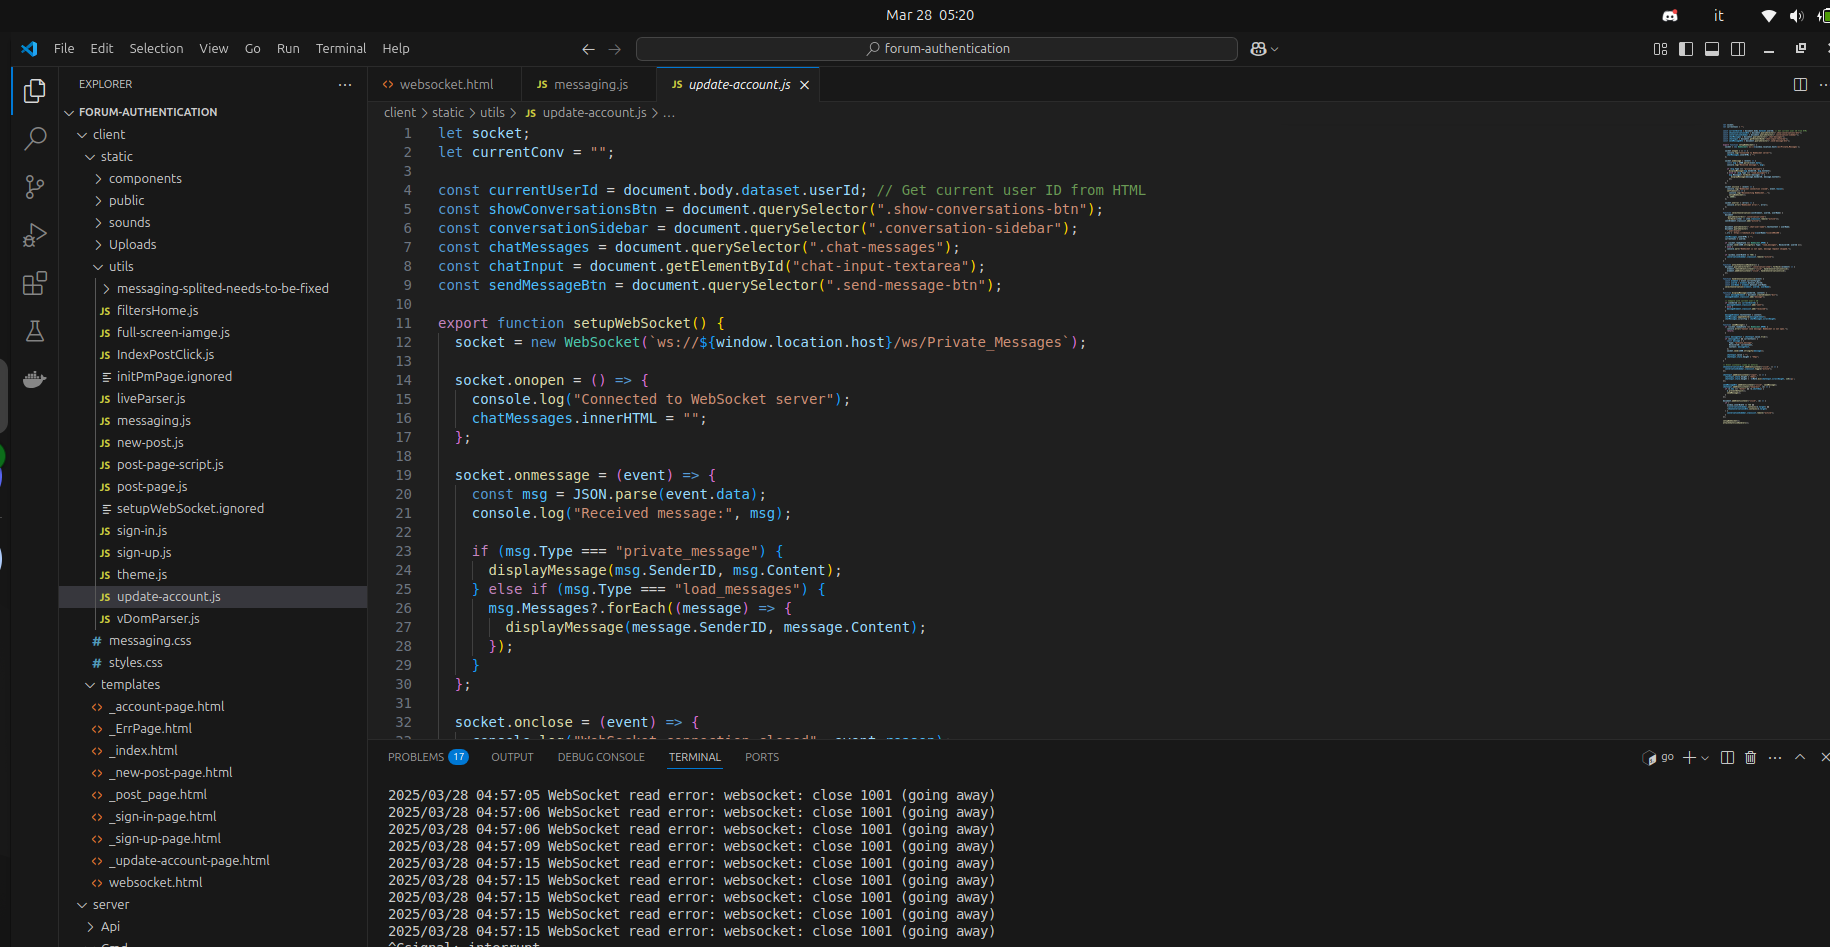 Mar 28 05:20
it
File Edit Selection View Go Run Terminal Help
forum-authentication
EXPLORER
websocket.html
JS messaging.js
JS update-account.js
FORUM-AUTHENTICATION
client > static > utils > JS update-account.js > ...
client
static
components
public
sounds
Uploads
utils
messaging-splited-needs-to-be-fixed
JS filtersHome.js
JS full-screen-iamge.js
JS IndexPostClick.js
initPmPage.ignored
JS liveParser.js
JS messaging.js
JS new-post.js
JS post-page-script.js
JS post-page.js
setupWebSocket.ignored
JS sign-in.js
JS sign-up.js
JS theme.js
JS update-account.js
JS vDomParser.js
# messaging.css
# styles.css
templates
_account-page.html
_ErrPage.html
_index.html
_new-post-page.html
_post_page.html
_sign-in-page.html
_sign-up-page.html
_update-account-page.html
websocket.html
server
Api
Cmd
1 let socket;
2 let currentConv = "";
3
4 const currentUserId = document.body.dataset.userId; // Get current user ID from HTML
5 const showConversationsBtn = document.querySelector(".show-conversations-btn");
6 const conversationSidebar = document.querySelector(".conversation-sidebar");
7 const chatMessages = document.querySelector(".chat-messages");
8 const chatInput = document.getElementById("chat-input-textarea");
9 const sendMessageBtn = document.querySelector(".send-message-btn");
10
11 export function setupWebSocket() {
12 socket = new WebSocket(`ws://${window.location.host}/ws/Private_Messages`);
13
14 socket.onopen = () => {
15 console.log("Connected to WebSocket server");
16 chatMessages.innerHTML = "";
17 };
18
19 socket.onmessage = (event) => {
20 const msg = JSON.parse(event.data);
21 console.log("Received message:", msg);
22
23 if (msg.Type === "private_message") {
24 displayMessage(msg.SenderID, msg.Content);
25 } else if (msg.Type === "load_messages") {
26 msg.Messages?.forEach((message) => {
27 displayMessage(message.SenderID, message.Content);
28 });
29 }
30 };
31
32 socket.onclose = (event) => {
33 console.log("WebSocket connection closed", event.reason);
PROBLEMS 17 OUTPUT DEBUG CONSOLE TERMINAL PORTS
go
2025/03/28 04:57:05 WebSocket read error: websocket: close 1001 (going away)
2025/03/28 04:57:06 WebSocket read error: websocket: close 1001 (going away)
2025/03/28 04:57:06 WebSocket read error: websocket: close 1001 (going away)
2025/03/28 04:57:09 WebSocket read error: websocket: close 1001 (going away)
2025/03/28 04:57:15 WebSocket read error: websocket: close 1001 (going away)
2025/03/28 04:57:15 WebSocket read error: websocket: close 1001 (going away)
2025/03/28 04:57:15 WebSocket read error: websocket: close 1001 (going away)
2025/03/28 04:57:15 WebSocket read error: websocket: close 1001 (going away)
2025/03/28 04:57:15 WebSocket read error: websocket: close 1001 (going away)
^Csignal: interrupt